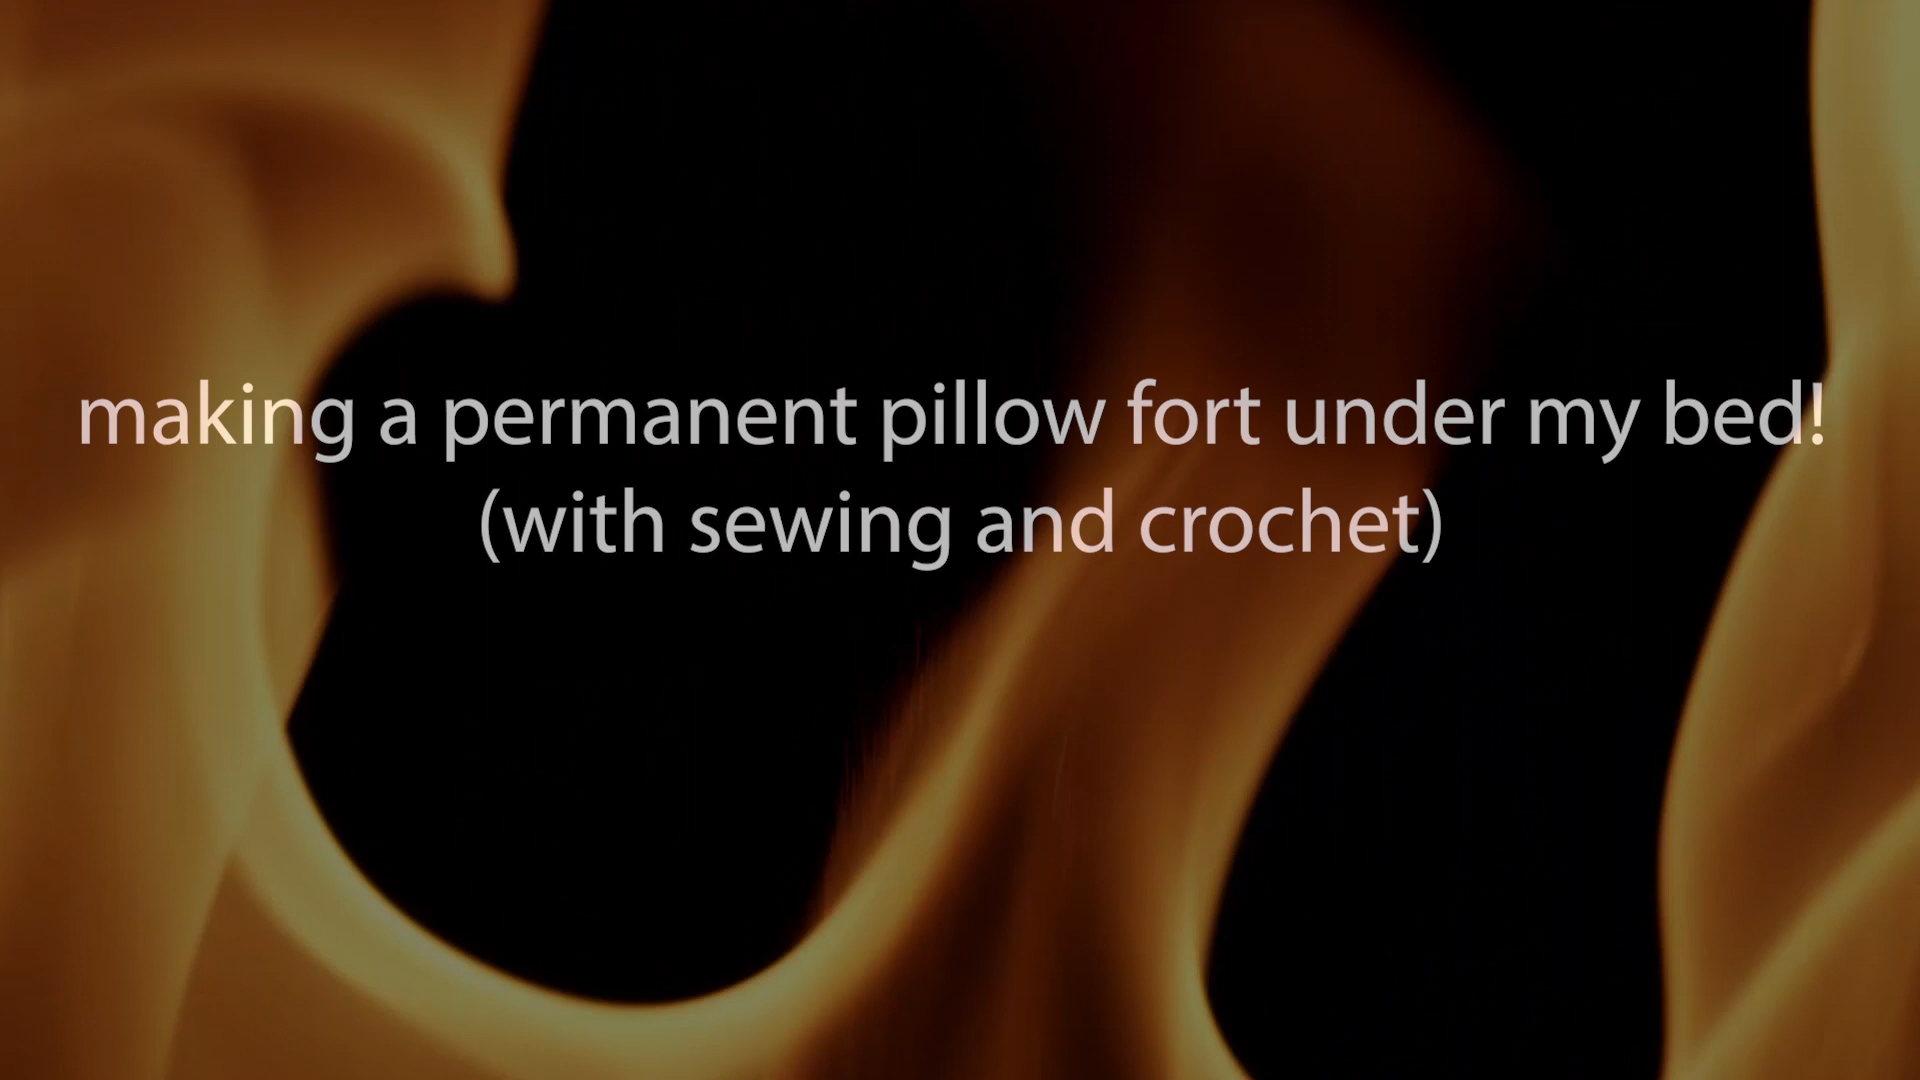 making a permanent pillow fort under my bed!
(with sewing and crochet)